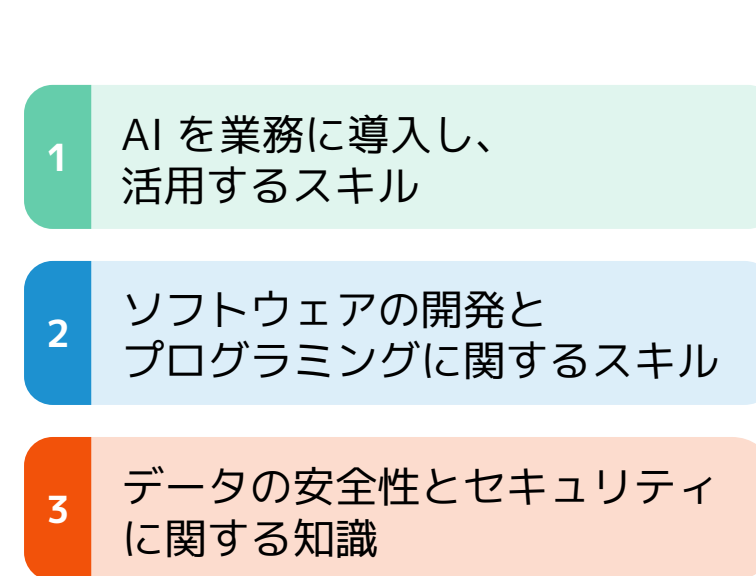 1
AI を業務に導入し、
活用するスキル
2
ソフトウェアの開発と
プログラミングに関するスキル
3
データの安全性とセキュリティ
に関する知識